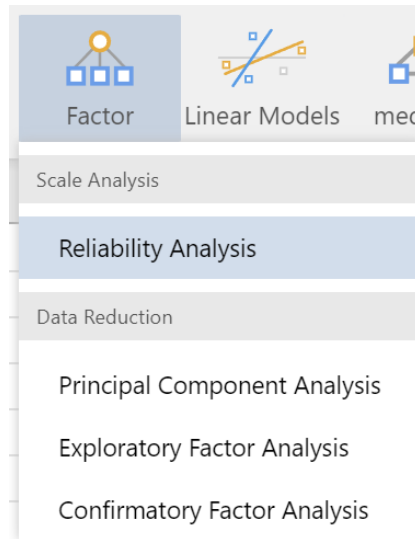 Factor
Linear Models
Scale Analysis
Reliability Analysis
Data Reduction
Principal Component Analysis
Exploratory Factor Analysis
Confirmatory Factor Analysis